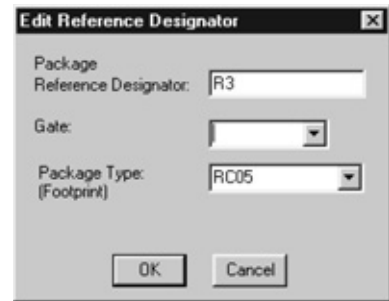 Edit Reference Designator
Package
Reference Designator: R3
Gate:
Package Type: RC05
(Footprint)
OK Cancel